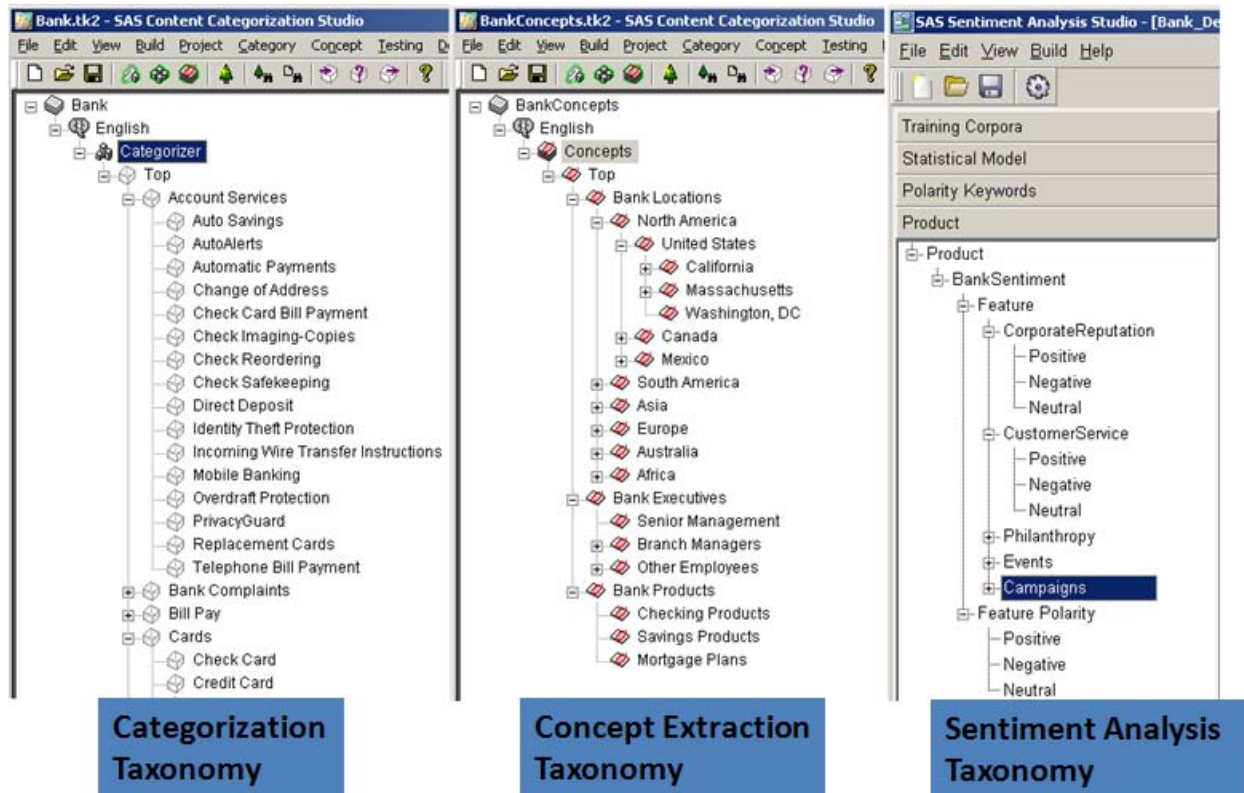 Bank.tk2 - SAS Content Categorization Studio
File Edit View Build Project Category Concept Testing
Bank
English
Categorizer
Top
Account Services
Auto Savings
AutoAlerts
Automatic Payments
Change of Address
Check Card Bill Payment
Check Imaging-Copies
Check Reordering
Check Safekeeping
Direct Deposit
Identity Theft Protection
Incoming Wire Transfer Instructions
Mobile Banking
Overdraft Protection
PrivacyGuard
Replacement Cards
Telephone Bill Payment
Bank Complaints
Bill Pay
Cards
Check Card
Credit Card
Categorization
Taxonomy
BankConcepts.tk2 - SAS Content Categorization Studio
File Edit View Build Project Category Concept Testing
BankConcepts
English
Concepts
Top
Bank Locations
North America
United States
California
Massachusetts
Washington, DC
Canada
Mexico
South America
Asia
Europe
Australia
Africa
Bank Executives
Senior Management
Branch Managers
Other Employees
Bank Products
Checking Products
Savings Products
Mortgage Plans
Concept Extraction
Taxonomy
SAS Sentiment Analysis Studio - [Bank_De
File Edit View Build Help
Training Corpora
Statistical Model
Polarity Keywords
Product
Product
BankSentiment
Feature
CorporateReputation
Positive
Negative
Neutral
CustomerService
Positive
Negative
Neutral
Philanthropy
Events
Campaigns
Feature Polarity
Positive
Negative
Neutral
Sentiment Analysis
Taxonomy